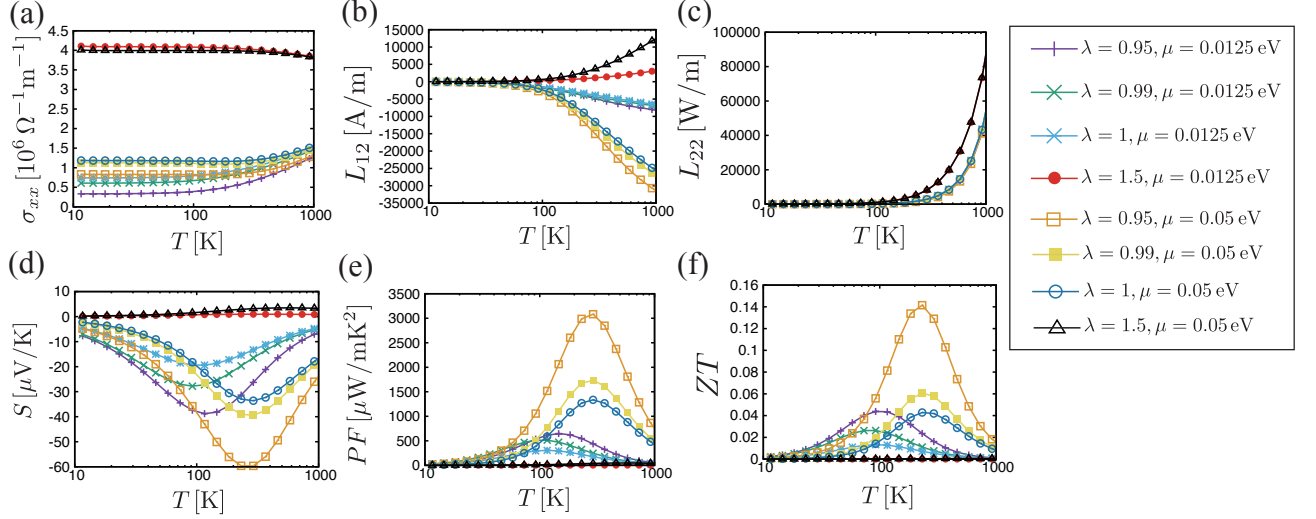 (a)
σxx [10⁶ Ω⁻¹m⁻¹]
4.5
4
3.5
3
2.5
2
1.5
1
0.5
0
10
100
1000
T [K]
(b)
L₁₂ [A/m]
15000
10000
5000
0
-5000
-10000
-15000
-20000
-25000
-30000
-35000
10
100
1000
T [K]
(c)
L₂₂ [W/m]
100000
80000
60000
40000
20000
0
10
100
1000
T [K]
λ = 0.95, μ = 0.0125 eV
λ = 0.99, μ = 0.0125 eV
λ = 1, μ = 0.0125 eV
λ = 1.5, μ = 0.0125 eV
λ = 0.95, μ = 0.05 eV
λ = 0.99, μ = 0.05 eV
λ = 1, μ = 0.05 eV
λ = 1.5, μ = 0.05 eV
(d)
S [μV/K]
10
0
-10
-20
-30
-40
-50
-60
10
100
1000
T [K]
(e)
PF [μW/mK²]
3500
3000
2500
2000
1500
1000
500
0
10
100
1000
T [K]
(f)
ZT
0.16
0.14
0.12
0.1
0.08
0.06
0.04
0.02
0
10
100
1000
T [K]